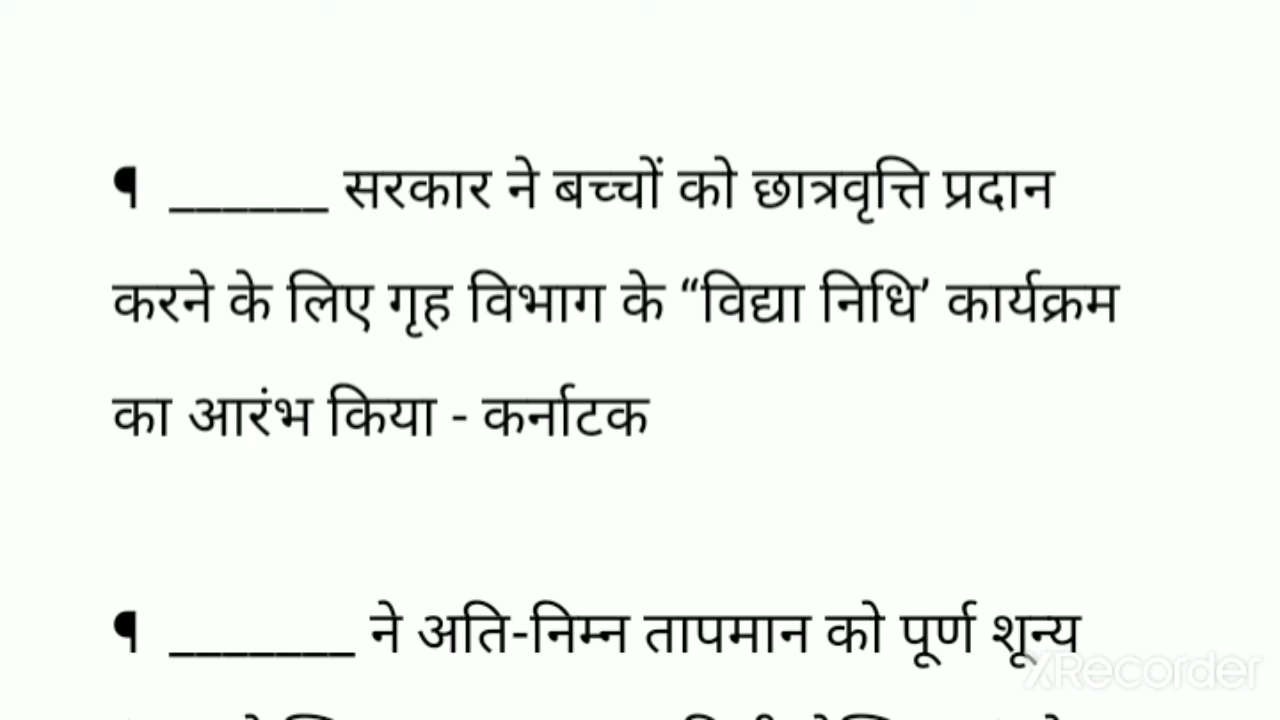 ¶ ______ सरकार ने बच्चों को छात्रवृत्ति प्रदान
करने के लिए गृह विभाग के “विद्या निधि’ कार्यक्रम
का आरंभ किया - कर्नाटक
¶ _______ ने अति-निम्न तापमान को पूर्ण शून्य
XRecorder